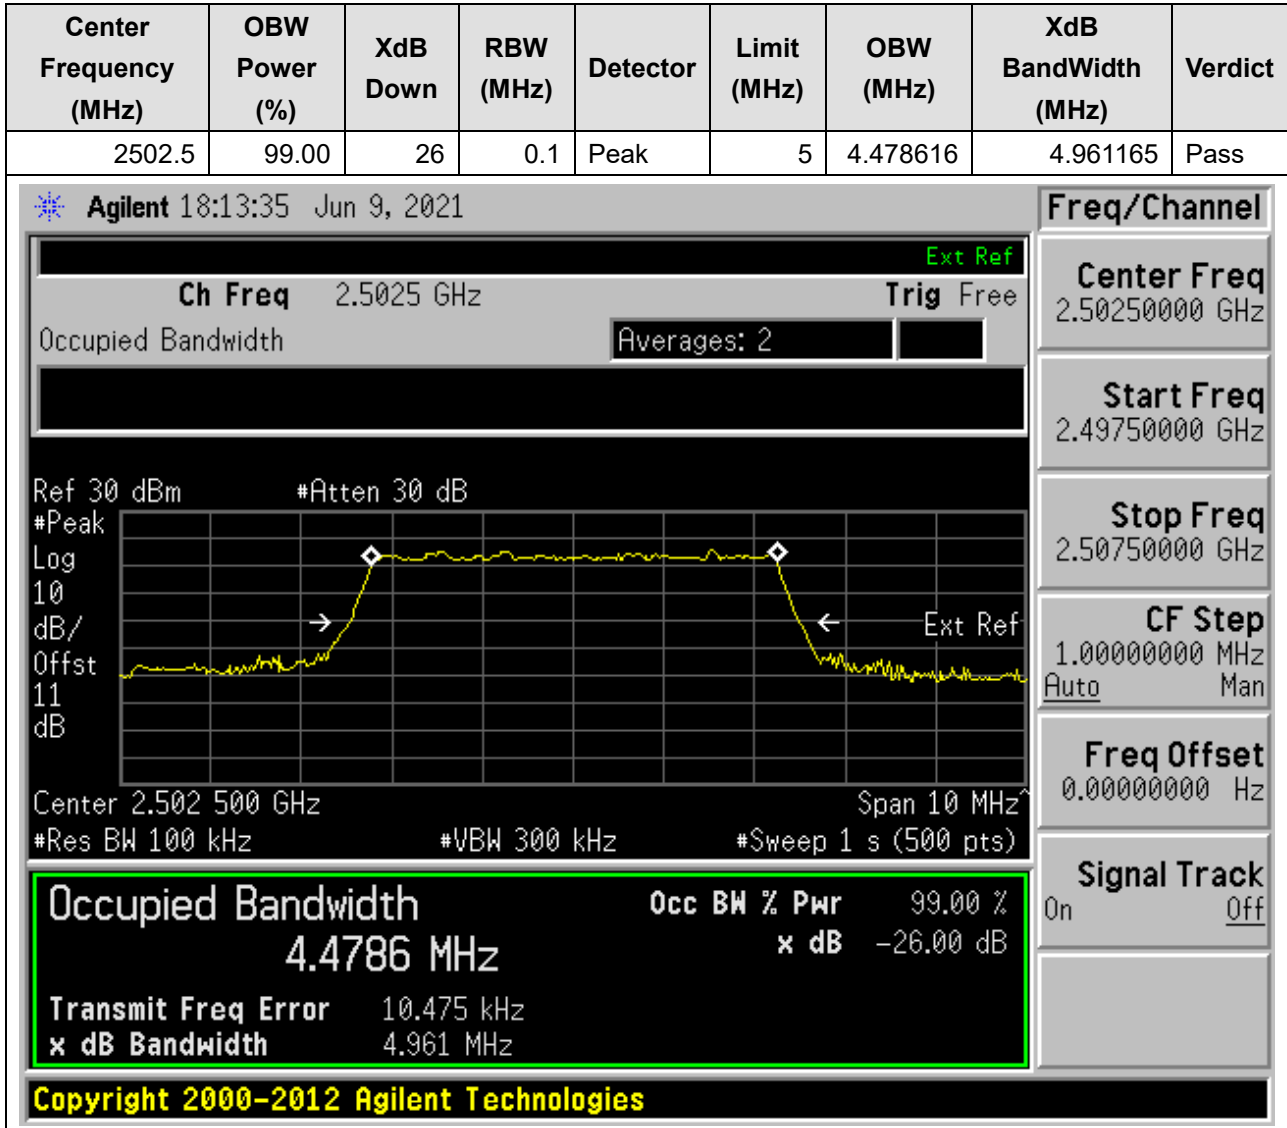 Center Frequency (MHz) OBW Power (%) XdB Down RBW (MHz) Detector Limit (MHz) OBW (MHz) XdB BandWidth (MHz) Verdict
2502.5 99.00 26 0.1 Peak 5 4.478616 4.961165 Pass
Agilent 18:13:35 Jun 9, 2021
Freq/Channel
Ext Ref
Ch Freq 2.5025 GHz Trig Free
Occupied Bandwidth Averages: 2
Center Freq
2.50250000 GHz
Start Freq
2.49750000 GHz
Stop Freq
2.50750000 GHz
CF Step
1.00000000 MHz
Auto Man
Freq Offset
0.00000000 Hz
Signal Track
On Off
Ref 30 dBm #Atten 30 dB
#Peak
Log
10
dB/
Offst
11
dB
Ext Ref
Center 2.502 500 GHz Span 10 MHz^
#Res BW 100 kHz #VBW 300 kHz #Sweep 1 s (500 pts)
Occupied Bandwidth Occ BW % Pwr 99.00 %
4.4786 MHz x dB -26.00 dB
Transmit Freq Error 10.475 kHz
x dB Bandwidth 4.961 MHz
Copyright 2000-2012 Agilent Technologies